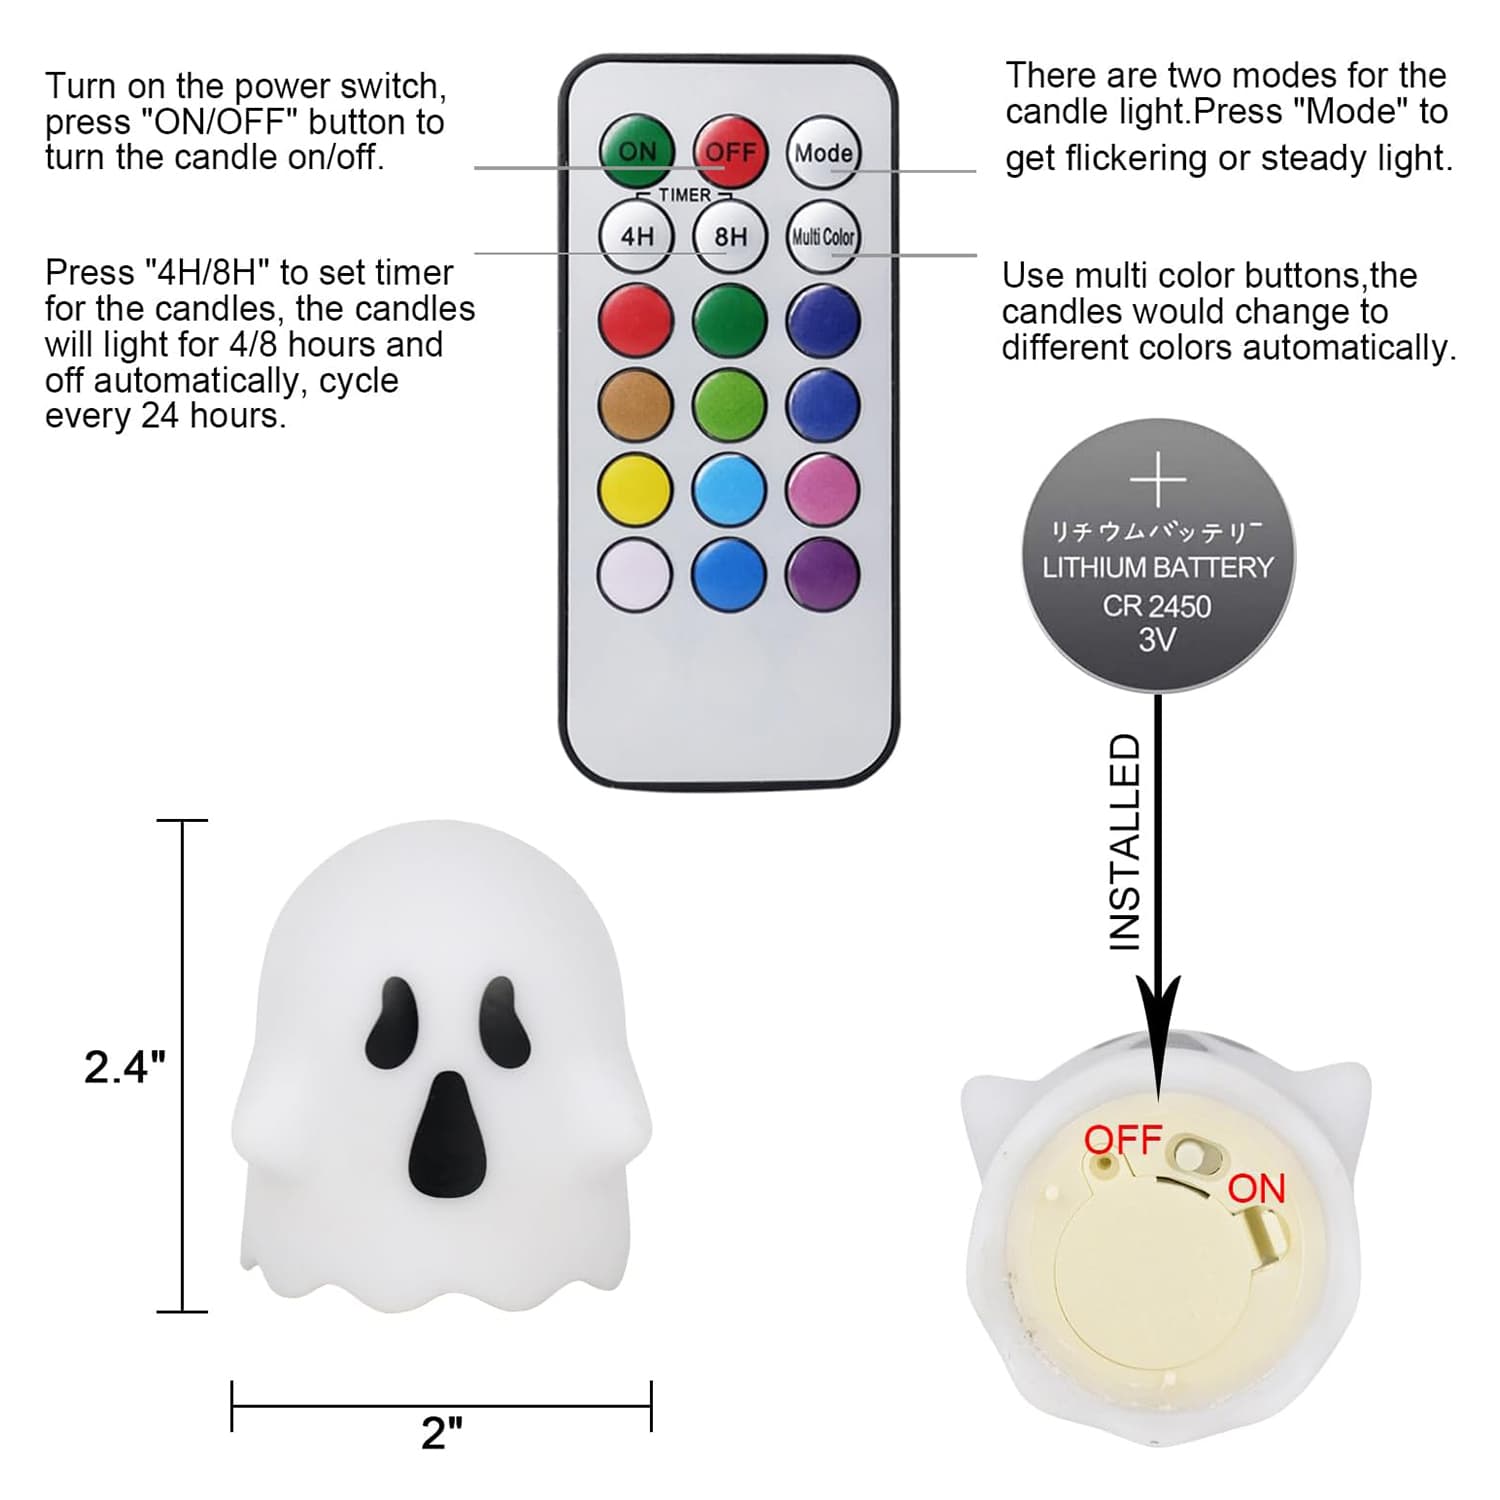 Turn on the power switch,
press "ON/OFF" button to
turn the candle on/off.
Press "4H/8H" to set timer
for the candles, the candles
will light for 4/8 hours and
off automatically, cycle
every 24 hours.
ON OFF Mode
TIMER
4H 8H Multi Color
There are two modes for the
candle light.Press "Mode" to
get flickering or steady light.
Use multi color buttons,the
candles would change to
different colors automatically.
リチウムバッテリー
LITHIUM BATTERY
CR 2450
3V
INSTALLED
2.4"
2"
OFF
ON